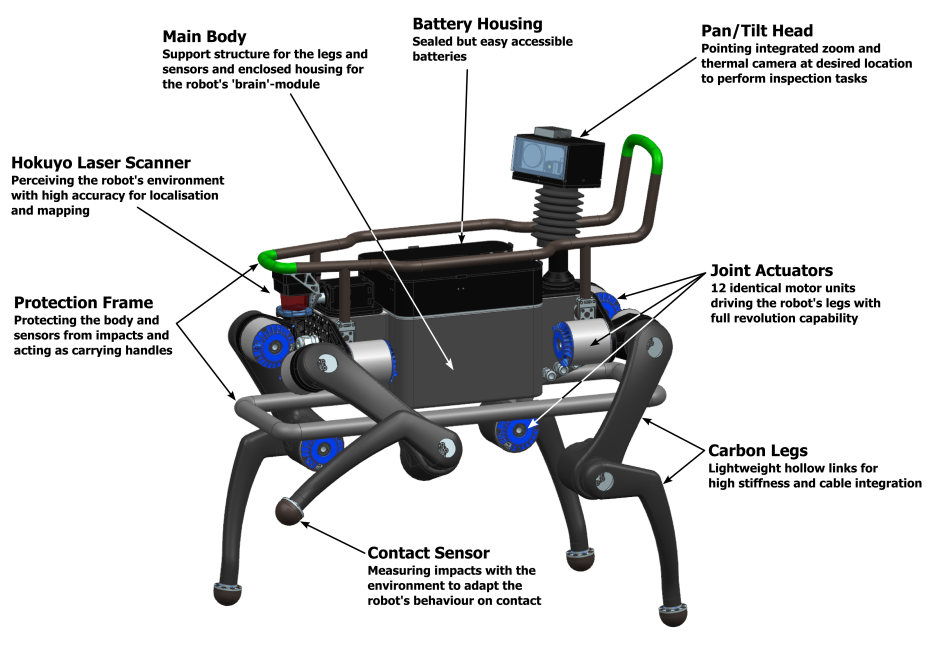 Battery Housing
Sealed but easy accessible
batteries
Main Body
Support structure for the legs and
sensors and enclosed housing for
the robot's 'brain'-module
Pan/Tilt Head
Pointing integrated zoom and
thermal camera at desired location
to perform inspection tasks
Hokuyo Laser Scanner
Perceiving the robot's environment
with high accuracy for localisation
and mapping
Joint Actuators
12 identical motor units
driving the robot's legs with
full revolution capability
Protection Frame
Protecting the body and
sensors from impacts and
acting as carrying handles
Carbon Legs
Lightweight hollow links for
high stiffness and cable integration
Contact Sensor
Measuring impacts with the
environment to adapt the
robot's behaviour on contact